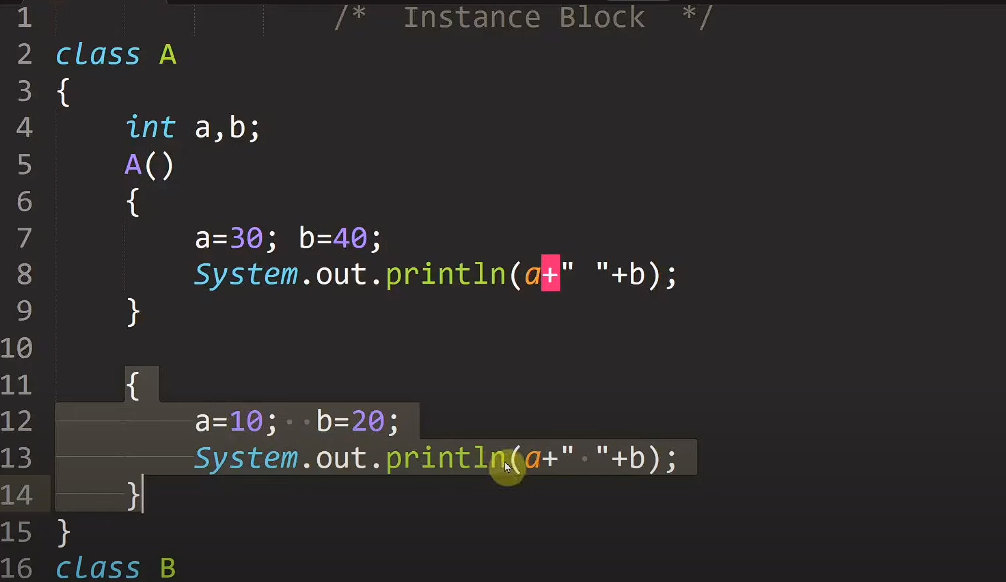 1 /* Instance Block */
2 class A
3 {
4 int a,b;
5 A()
6 {
7 a=30; b=40;
8 System.out.println(a+" "+b);
9 }
10
11 {
12 a=10; b=20;
13 System.out.println(a+" "+b);
14 }
15 }
16 class B